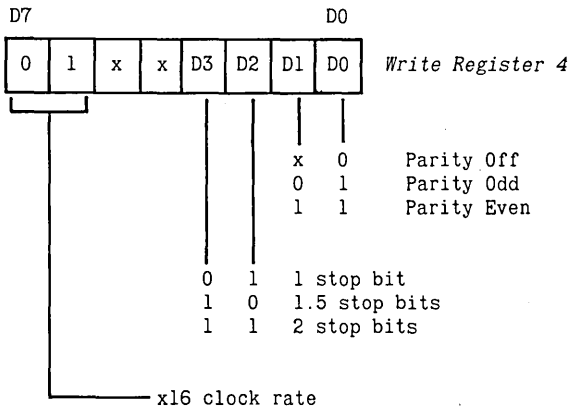 D7 D0
0 1 x x D3 D2 D1 D0 Write Register 4
x 0 Parity Off
0 1 Parity Odd
1 1 Parity Even
0 1 1 stop bit
1 0 1.5 stop bits
1 1 2 stop bits
x16 clock rate